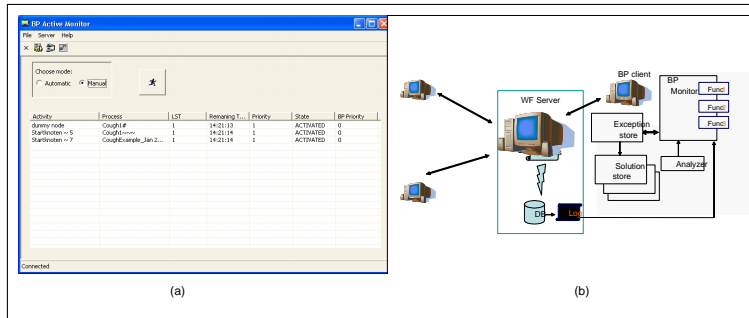 BP Active Monitor
File Server Help
Choose mode:
Automatic Manual
Activity Process LST Remaning T... Priority State BP Priority
dummy node Cough1# 1 14:21:13 1 ACTIVATED 0
Startknoten ~ 5 Cough1~~~ 1 14:21:14 1 ACTIVATED 0
Startknoten ~ 7 CoughExample_Jan 2... 1 14:21:14 1 ACTIVATED 0
Connected
(a)
WF Server
DB
Log
BP client
BP
Monitor
Func
Func
Func
Exception
store
Solution
store
Analyzer
(b)